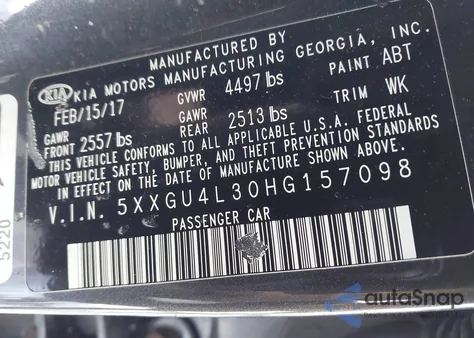 MANUFACTURED BY
KIA KIA MOTORS MANUFACTURING GEORGIA, INC.
FEB/15/17 GVWR 4497 lbs PAINT ABT
GAWR FRONT 2557 lbs GAWR REAR 2513 lbs TRIM WK
THIS VEHICLE CONFORMS TO ALL APPLICABLE U.S.A. FEDERAL
MOTOR VEHICLE SAFETY, BUMPER, AND THEFT PREVENTION STANDARDS
IN EFFECT ON THE DATE OF MANUFACTURE SHOWN ABOVE.
V.I.N. 5XXGU4L30HG157098
PASSENGER CAR
5220
autoSnap